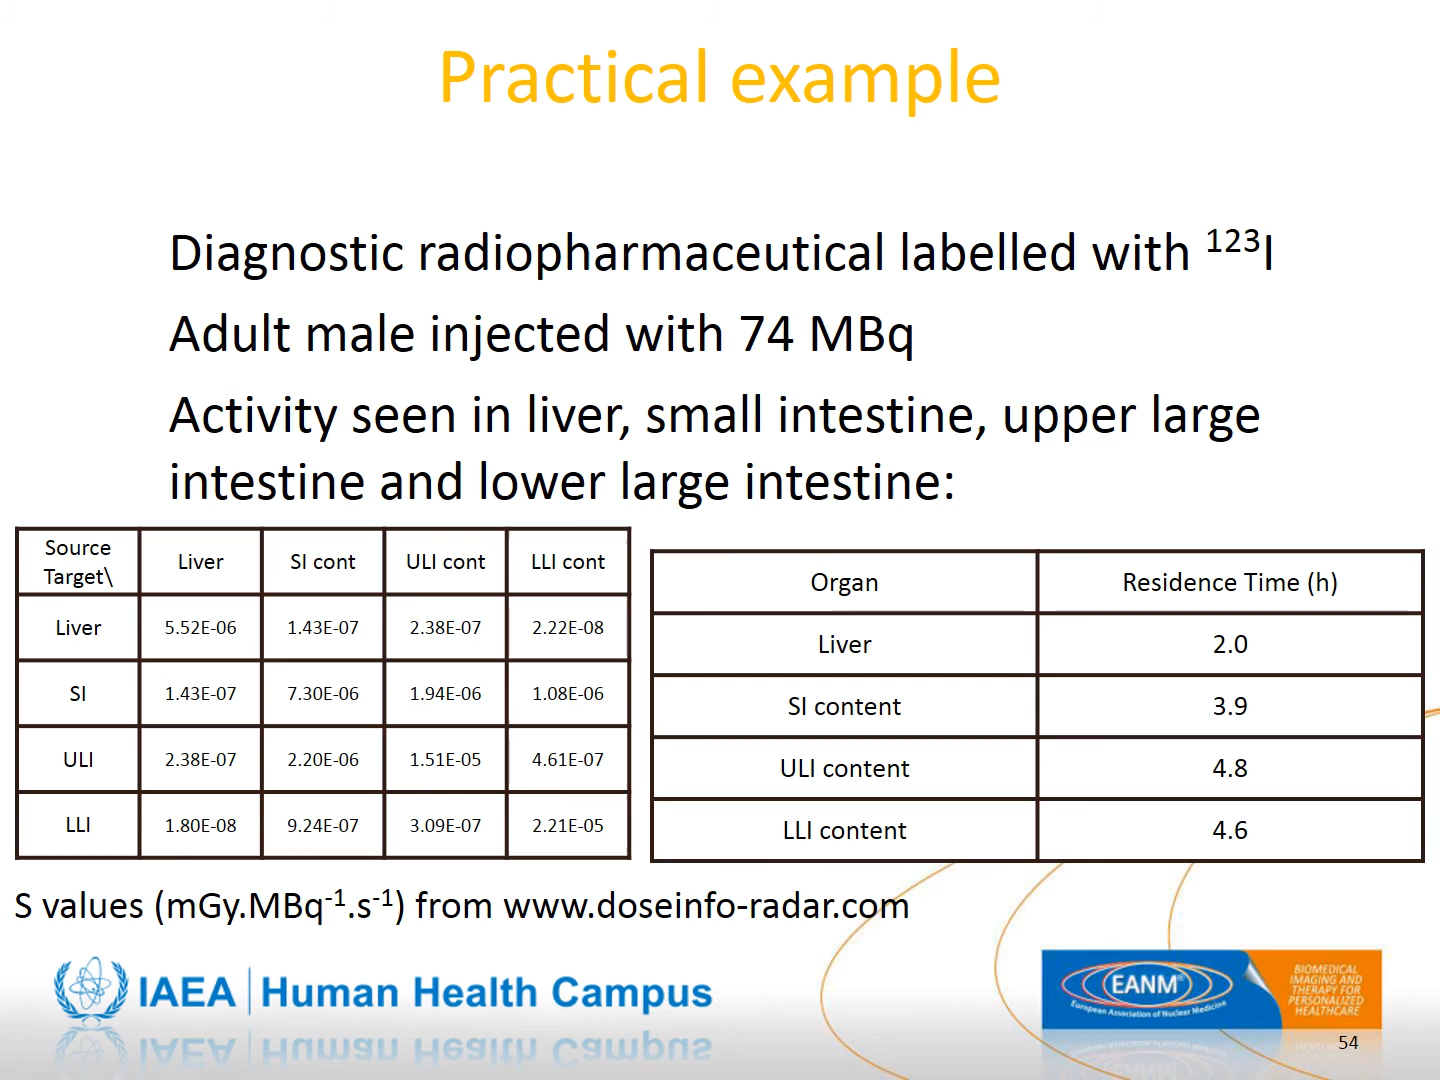 Practical example
Diagnostic radiopharmaceutical labelled with ¹²³I
Adult male injected with 74 MBq
Activity seen in liver, small intestine, upper large
intestine and lower large intestine:
Source
Target\ Liver SI cont ULI cont LLI cont
Liver 5.52E-06 1.43E-07 2.38E-07 2.22E-08
SI 1.43E-07 7.30E-06 1.94E-06 1.08E-06
ULI 2.38E-07 2.20E-06 1.51E-05 4.61E-07
LLI 1.80E-08 9.24E-07 3.09E-07 2.21E-05
Organ Residence Time (h)
Liver 2.0
SI content 3.9
ULI content 4.8
LLI content 4.6
S values (mGy.MBq⁻¹.s⁻¹) from www.doseinfo-radar.com
IAEA Human Health Campus
EANM®
European Association of Nuclear Medicine
BIOMEDICAL
IMAGING AND
THERAPY FOR
PERSONALIZED
HEALTHCARE
54